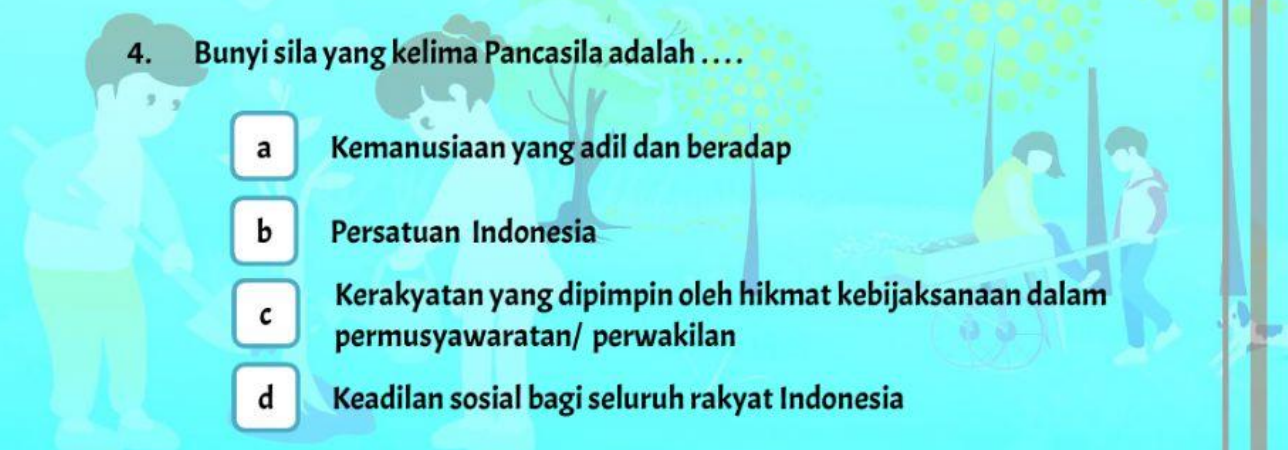 4. Bunyi sila yang kelima Pancasila adalah ....
a Kemanusiaan yang adil dan beradap
b Persatuan Indonesia
c Kerakyatan yang dipimpin oleh hikmat kebijaksanaan dalam
permusyawaratan/ perwakilan
d Keadilan sosial bagi seluruh rakyat Indonesia